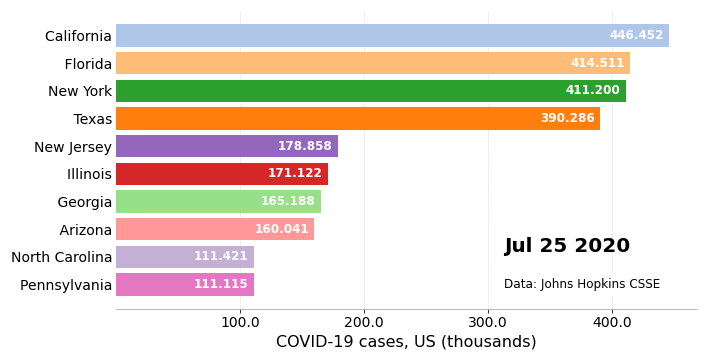 California 446.452
Florida 414.511
New York 411.200
Texas 390.286
New Jersey 178.858
Illinois 171.122
Georgia 165.188
Arizona 160.041
North Carolina 111.421
Pennsylvania 111.115
Jul 25 2020
Data: Johns Hopkins CSSE
100.0 200.0 300.0 400.0
COVID-19 cases, US (thousands)